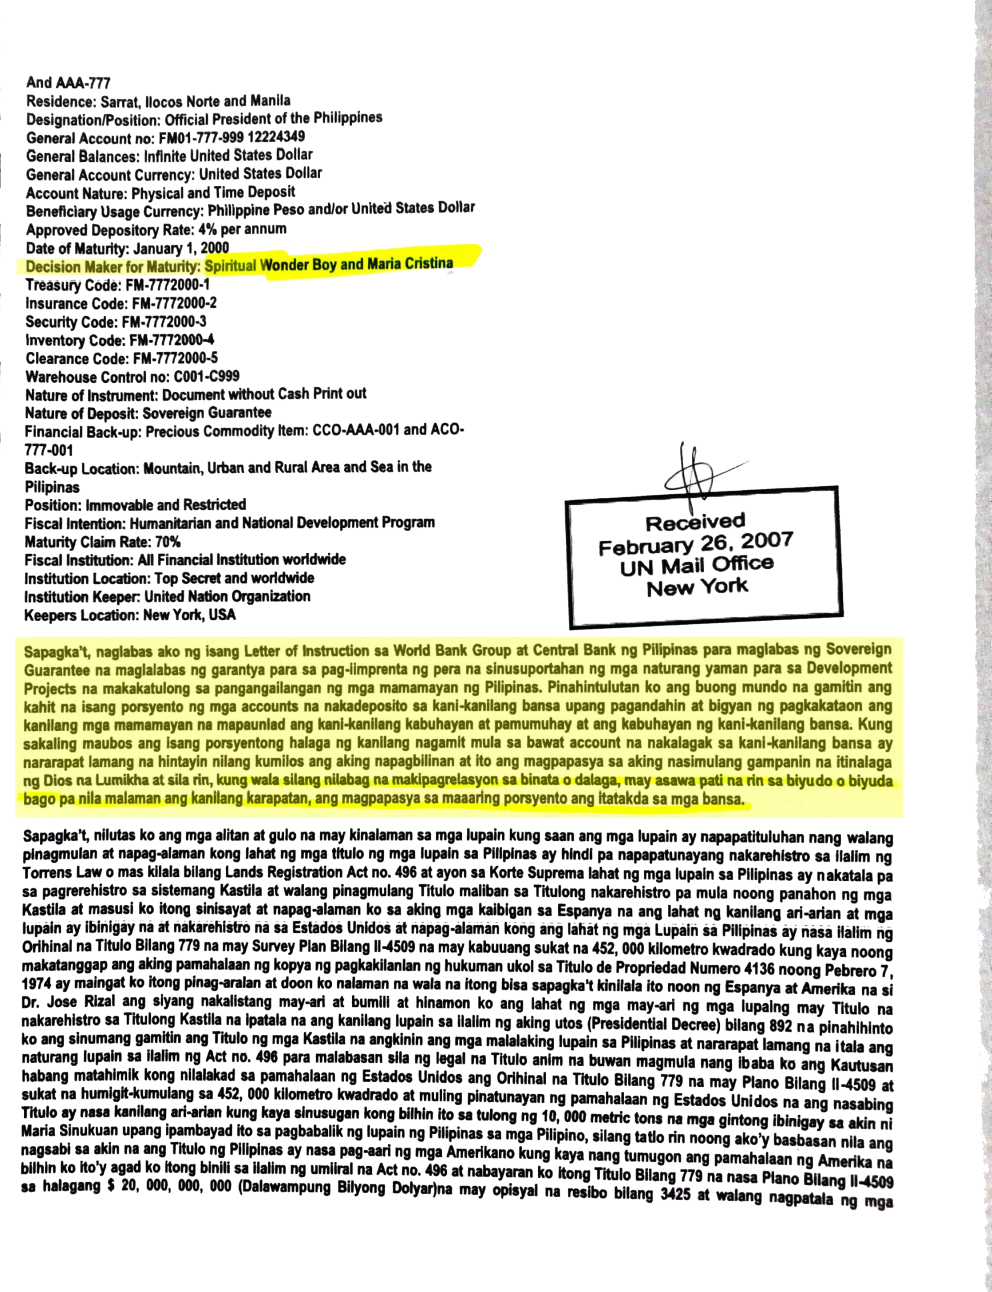 And AAA-777
Residence: Sarrat, Ilocos Norte and Manila
Designation/Position: Official President of the Philippines
General Account no: FM01-777-999 12224349
General Balances: Infinite United States Dollar
General Account Currency: United States Dollar
Account Nature: Physical and Time Deposit
Beneficiary Usage Currency: Philippine Peso and/or United States Dollar
Approved Depository Rate: 4% per annum
Date of Maturity: January 1, 2000
Decision Maker for Maturity: Spiritual Wonder Boy and Maria Cristina
Treasury Code: FM-7772000-1
Insurance Code: FM-7772000-2
Security Code: FM-7772000-3
Inventory Code: FM-7772000-4
Clearance Code: FM-7772000-5
Warehouse Control no: C001-C999
Nature of Instrument: Document without Cash Print out
Nature of Deposit: Sovereign Guarantee
Financial Back-up: Precious Commodity Item: CCO-AAA-001 and ACO-
777-001
Back-up Location: Mountain, Urban and Rural Area and Sea in the
Pilipinas
Position: Immovable and Restricted
Fiscal Intention: Humanitarian and National Development Program
Maturity Claim Rate: 70%
Fiscal Institution: All Financial Institution worldwide
Institution Location: Top Secret and worldwide
Institution Keeper: United Nation Organization
Keepers Location: New York, USA
Received
February 26, 2007
UN Mail Office
New York
Sapagka't, naglabas ako ng isang Letter of Instruction sa World Bank Group at Central Bank ng Pilipinas para maglabas ng Sovereign
Guarantee na maglalabas ng garantya para sa pag-iimprenta ng pera na sinusuportahan ng mga naturang yaman para sa Development
Projects na makakatulong sa pangangailangan ng mga mamamayan ng Pilipinas. Pinahintulutan ko ang buong mundo na gamitin ang
kahit na isang porsyento ng mga accounts na nakadeposito sa kani-kanilang bansa upang pagandahin at bigyan ng pagkakataon ang
kanilang mga mamamayan na mapaunlad ang kani-kanilang kabuhayan at pamumuhay at ang kabuhayan ng kani-kanilang bansa. Kung
sakaling maubos ang isang porsyentong halaga ng kanilang nagamit mula sa bawat account na nakalagak sa kani-kanilang bansa ay
nararapat lamang na hintayin nilang kumilos ang aking napagbilinan at ito ang magpapasya sa aking nasimulang gampanin na itinalaga
ng Dios na Lumikha at sila rin, kung wala silang nilabag na makipagrelasyon sa binata o dalaga, may asawa pati na rin sa biyudo o biyuda
bago pa nila malaman ang kanilang karapatan, ang magpapasya sa maaaring porsyento ang itatakda sa mga bansa.
Sapagka't, nilutas ko ang mga alitan at gulo na may kinalaman sa mga lupain kung saan ang mga lupain ay napapatituluhan nang walang
pinagmulan at napag-alaman kong lahat ng mga titulo ng mga lupain sa Pilipinas ay hindi pa napapatunayang nakarehistro sa ilalim ng
Torrens Law o mas kilala bilang Lands Registration Act no. 496 at ayon sa Korte Suprema lahat ng mga lupain sa Pilipinas ay nakatala pa
sa pagrerehistro sa sistemang Kastila at walang pinagmulang Titulo maliban sa Titulong nakarehistro pa mula noong panahon ng mga
Kastila at masusi ko itong sinisayat at napag-alaman ko sa aking mga kaibigan sa Espanya na ang lahat ng kanilang ari-arian at mga
lupain ay ibinigay na at nakarehistro na sa Estados Unidos at napag-alaman kong ang lahat ng mga Lupain sa Pilipinas ay nasa ilalim ng
Orihinal na Titulo Bilang 779 na may Survey Plan Bilang II-4509 na may kabuuang sukat na 452, 000 kilometro kwadrado kung kaya noong
makatanggap ang aking pamahalaan ng kopya ng pagkakilanlan ng hukuman ukol sa Titulo de Propriedad Numero 4136 noong Pebrero 7,
1974 ay maingat ko itong pinag-aralan at doon ko nalaman na wala na itong bisa sapagka't kinilala ito noon ng Espanya at Amerika na si
Dr. Jose Rizal ang siyang nakalistang may-ari at bumili at hinamon ko ang lahat ng mga may-ari ng mga lupaing may Titulo na
nakarehistro sa Titulong Kastila na ipatala na ang kanilang lupain sa ilalim ng aking utos (Presidential Decree) bilang 892 na pinahihinto
ko ang sinumang gamitin ang Titulo ng mga Kastila na angkinin ang mga malalaking lupain sa Pilipinas at nararapat lamang na itala ang
naturang lupain sa ilalim ng Act no. 496 para malabasan sila ng legal na Titulo anim na buwan magmula nang ibaba ko ang Kautusan
habang matahimik kong nilalakad sa pamahalaan ng Estados Unidos ang Orihinal na Titulo Bilang 779 na may Plano Bilang II-4509 at
sukat na humigit-kumulang sa 452, 000 kilometro kwadrado at muling pinatunayan ng pamahalaan ng Estados Unidos na ang nasabing
Titulo ay nasa kanilang ari-arian kung kaya sinusugan kong bilhin ito sa tulong ng 10, 000 metric tons na mga gintong ibinigay sa akin ni
Maria Sinukuan upang ipambayad ito sa pagbabalik ng lupain ng Pilipinas sa mga Pilipino, silang tatlo rin noong ako'y basbasan nila ang
nagsabi sa akin na ang Titulo ng Pilipinas ay nasa pag-aari ng mga Amerikano kung kaya nang tumugon ang pamahalaan ng Amerika na
bilhin ko ito'y agad ko itong binili sa ilalim ng umiiral na Act no. 496 at nabayaran ko itong Titulo Bilang 779 na nasa Plano Bilang II-4509
sa halagang $ 20, 000, 000, 000 (Dalawampung Bilyong Dolyar)na may opisyal na resibo bilang 3425 at walang nagpatala ng mga